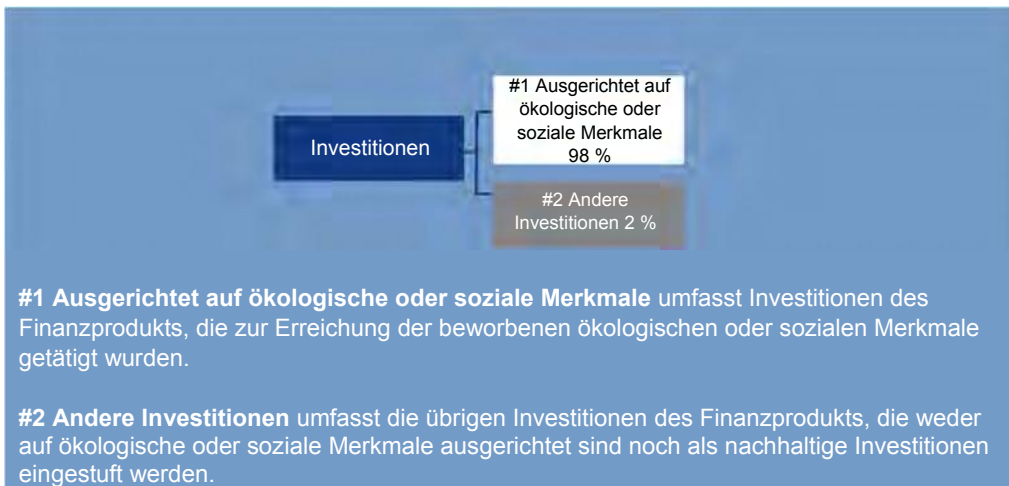 Investitionen
#1 Ausgerichtet auf
ökologische oder
soziale Merkmale
98 %
#2 Andere
Investitionen 2 %
#1 Ausgerichtet auf ökologische oder soziale Merkmale umfasst Investitionen des
Finanzprodukts, die zur Erreichung der beworbenen ökologischen oder sozialen Merkmale
getätigt wurden.
#2 Andere Investitionen umfasst die übrigen Investitionen des Finanzprodukts, die weder
auf ökologische oder soziale Merkmale ausgerichtet sind noch als nachhaltige Investitionen
eingestuft werden.